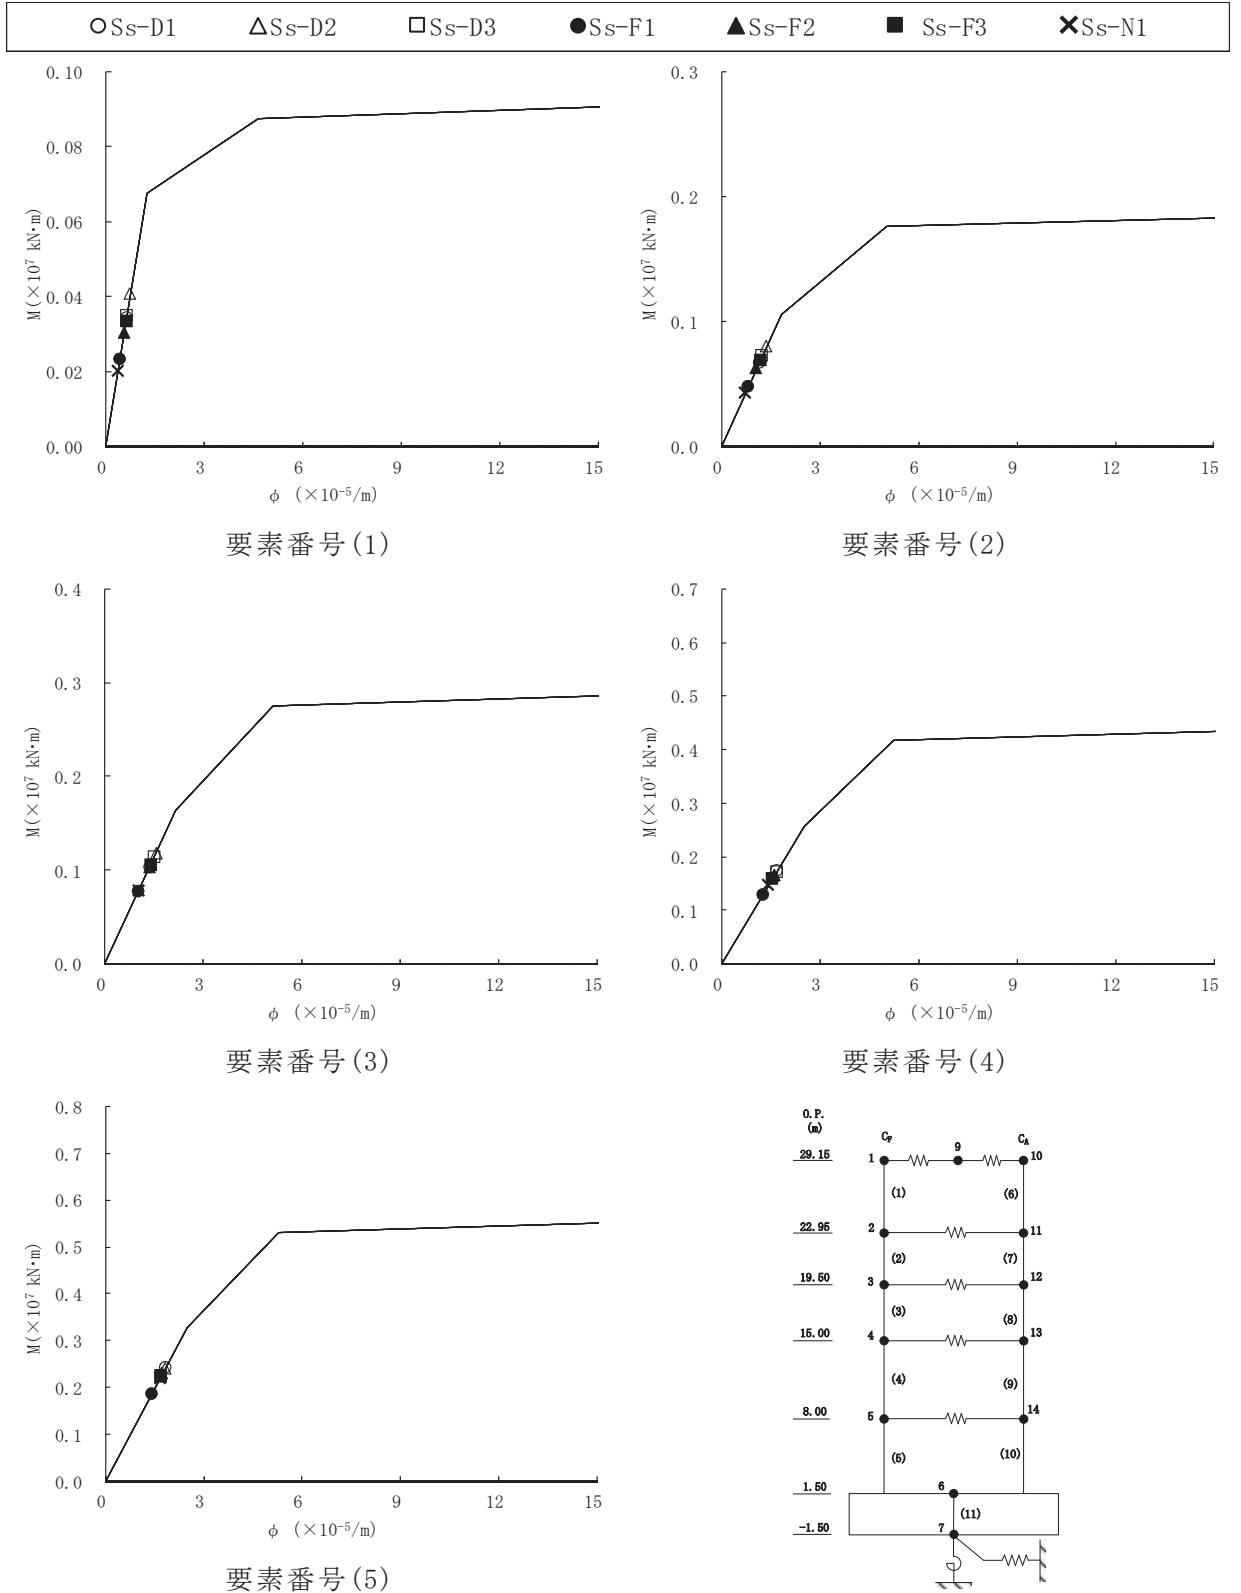 ○Ss-D1 △Ss-D2 □Ss-D3 ●Ss-F1 ▲Ss-F2 ■ Ss-F3 ×Ss-N1
0.10
0.08
0.06
0.04
0.02
0.00
M(×10⁷ kN·m)
0 3 6 9 12 15
φ (×10⁻⁵/m)
要素番号(1)
0.3
0.2
0.1
0.0
M(×10⁷ kN·m)
0 3 6 9 12 15
φ (×10⁻⁵/m)
要素番号(2)
0.4
0.3
0.2
0.1
0.0
M(×10⁷ kN·m)
0 3 6 9 12 15
φ (×10⁻⁵/m)
要素番号(3)
0.7
0.6
0.5
0.4
0.3
0.2
0.1
0.0
M(×10⁷ kN·m)
0 3 6 9 12 15
φ (×10⁻⁵/m)
要素番号(4)
0.8
0.7
0.6
0.5
0.4
0.3
0.2
0.1
0.0
M(×10⁷ kN·m)
0 3 6 9 12 15
φ (×10⁻⁵/m)
要素番号(5)
O.P.
(m)
C_F C_A
29.15 1 9 10
(1) (6)
22.95 2 11
(2) (7)
19.50 3 12
(3) (8)
15.00 4 13
(4) (9)
8.00 5 14
(5) (10)
1.50 6
(11)
-1.50 7